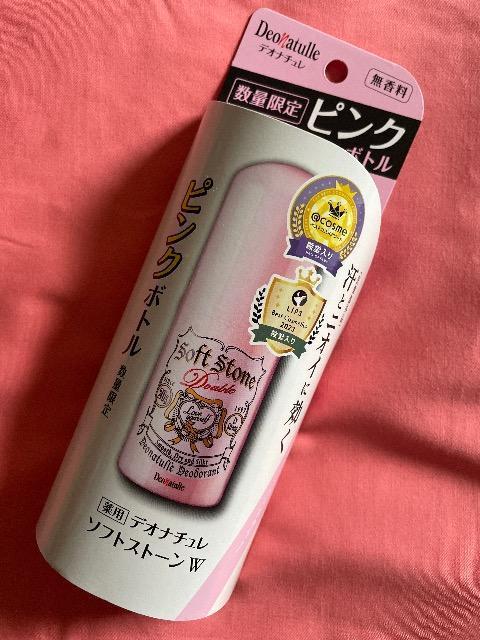 Deonatulle
デオナチュレ
無香料
数量限定
ピンク
ボトル
@cosme
殿堂入り
LIPS
Best Cosmetics
2021
殿堂入り
汗とニオイに効く
ピンクボトル
数量限定
Soft Stone
Double
Deonatulle Deodorant
Deonatulle
薬用 デオナチュレ
ソフトストーンW